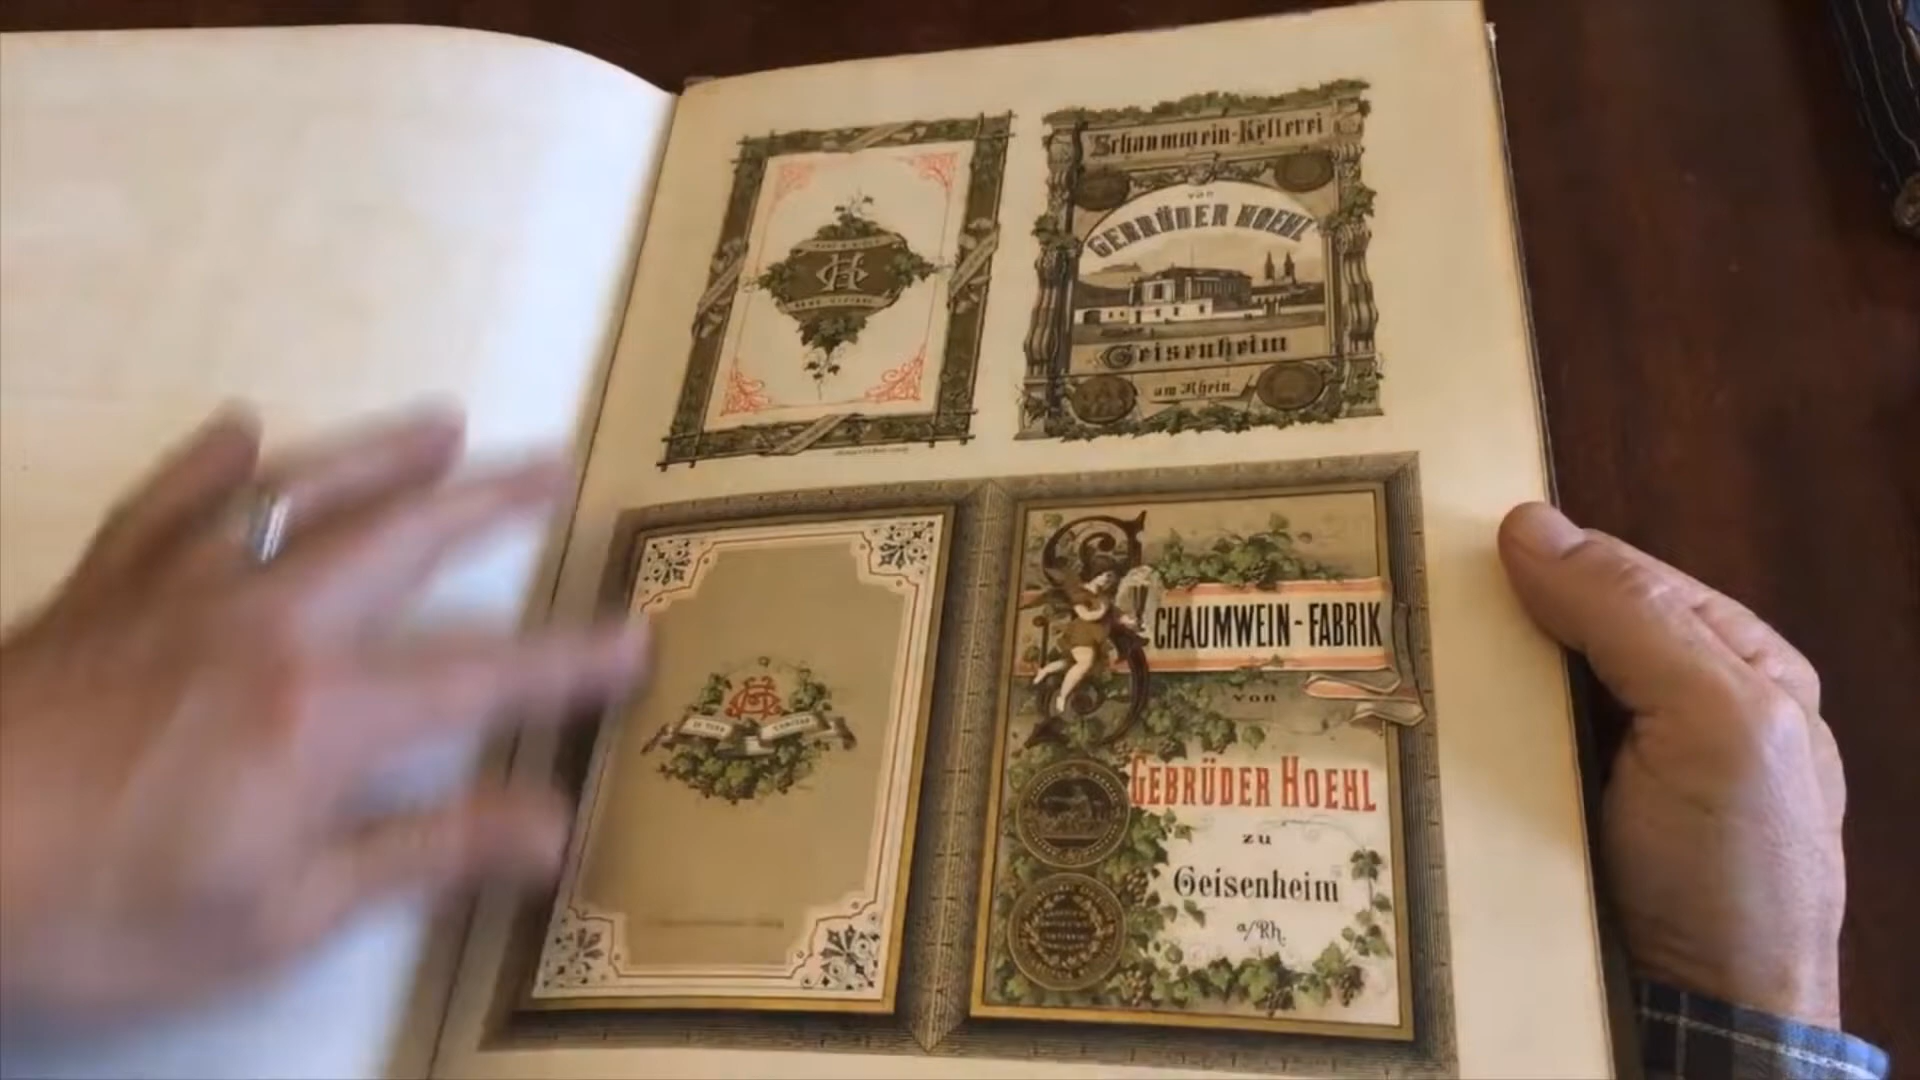 H
Schaumwein-Kellerei
von
GEBRÜDER HOEHL
Geisenheim
am Rhein
SCHAUMWEIN-FABRIK
von
GEBRÜDER HOEHL
zu
Geisenheim
a/Rh.